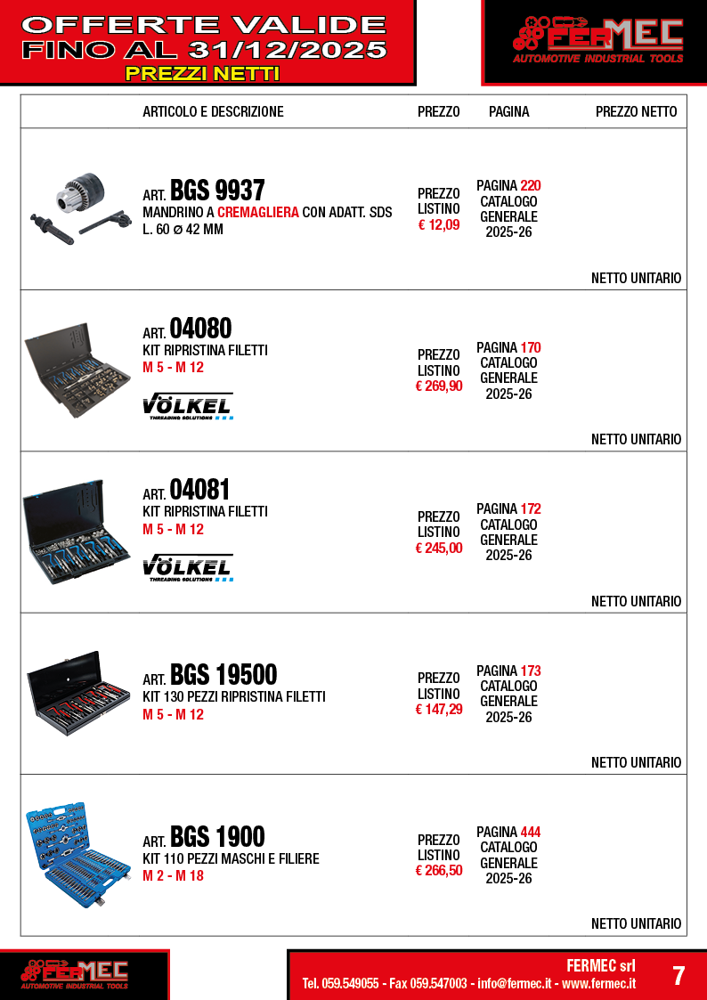 OFFERTE VALIDE
FINO AL 31/12/2025
PREZZI NETTI
FERMEC
AUTOMOTIVE INDUSTRIAL TOOLS
ARTICOLO E DESCRIZIONE PREZZO PAGINA PREZZO NETTO
ART. BGS 9937
MANDRINO A CREMAGLIERA CON ADATT. SDS
L. 60 Ø 42 MM
PREZZO
LISTINO
€ 12,09
PAGINA 220
CATALOGO
GENERALE
2025-26
NETTO UNITARIO
ART. 04080
KIT RIPRISTINA FILETTI
M 5 - M 12
VÖLKEL
THREADING SOLUTIONS
PREZZO
LISTINO
€ 269,90
PAGINA 170
CATALOGO
GENERALE
2025-26
NETTO UNITARIO
ART. 04081
KIT RIPRISTINA FILETTI
M 5 - M 12
VÖLKEL
THREADING SOLUTIONS
PREZZO
LISTINO
€ 245,00
PAGINA 172
CATALOGO
GENERALE
2025-26
NETTO UNITARIO
ART. BGS 19500
KIT 130 PEZZI RIPRISTINA FILETTI
M 5 - M 12
PREZZO
LISTINO
€ 147,29
PAGINA 173
CATALOGO
GENERALE
2025-26
NETTO UNITARIO
ART. BGS 1900
KIT 110 PEZZI MASCHI E FILIERE
M 2 - M 18
PREZZO
LISTINO
€ 266,50
PAGINA 444
CATALOGO
GENERALE
2025-26
NETTO UNITARIO
FERMEC
AUTOMOTIVE INDUSTRIAL TOOLS
FERMEC srl
Tel. 059.549055 - Fax 059.547003 - info@fermec.it - www.fermec.it
7